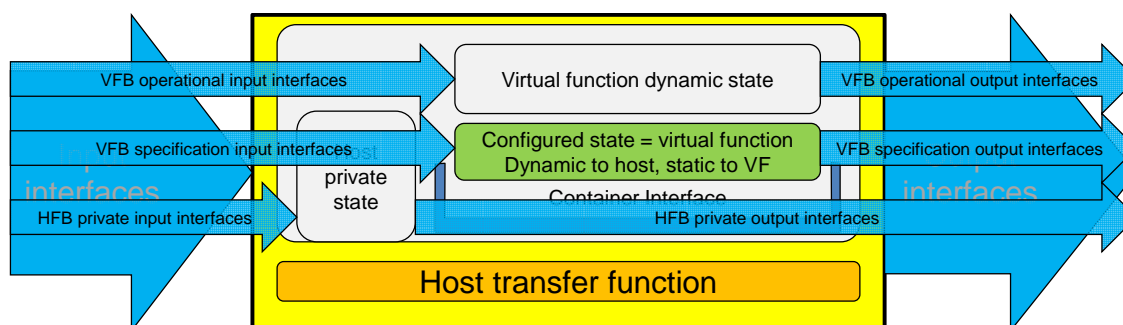 VFB operational input interfaces
Virtual function dynamic state
VFB operational output interfaces
VFB specification input interfaces
Configured state = virtual function
Dynamic to host, static to VF
VFB specification output interfaces
interfaces
Host
private
state
Container Interface
interfaces
HFB private input interfaces
HFB private output interfaces
Host transfer function